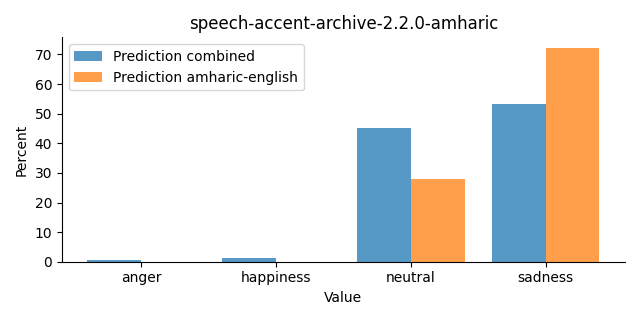 speech-accent-archive-2.2.0-amharic
Prediction combined
Prediction amharic-english
Percent
70
60
50
40
30
20
10
0
anger happiness neutral sadness
Value